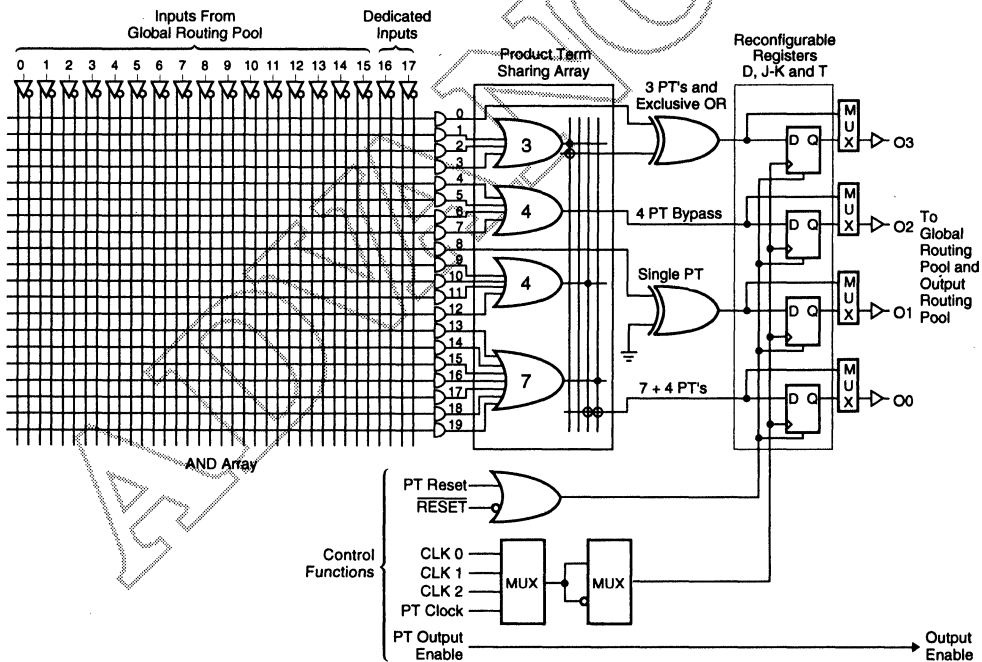 Inputs From
Global Routing Pool
Dedicated
Inputs
0 1 2 3 4 5 6 7 8 9 10 11 12 13 14 15 16 17
Product Term
Sharing Array
3 PT's and
Exclusive OR
Reconfigurable
Registers
D, J-K and T
0
1
2
3
4
5
6
7
8
9
10
11
12
13
14
15
16
17
18
19
3
4
4
7
4 PT Bypass
Single PT
7 + 4 PT's
D Q
MUX
O3
D Q
MUX
O2
D Q
MUX
O1
D Q
MUX
O0
To
Global
Routing
Pool and
Output
Routing
Pool
AND Array
Control
Functions
PT Reset
RESET
CLK 0
CLK 1
CLK 2
PT Clock
MUX
MUX
PT Output
Enable
Output
Enable